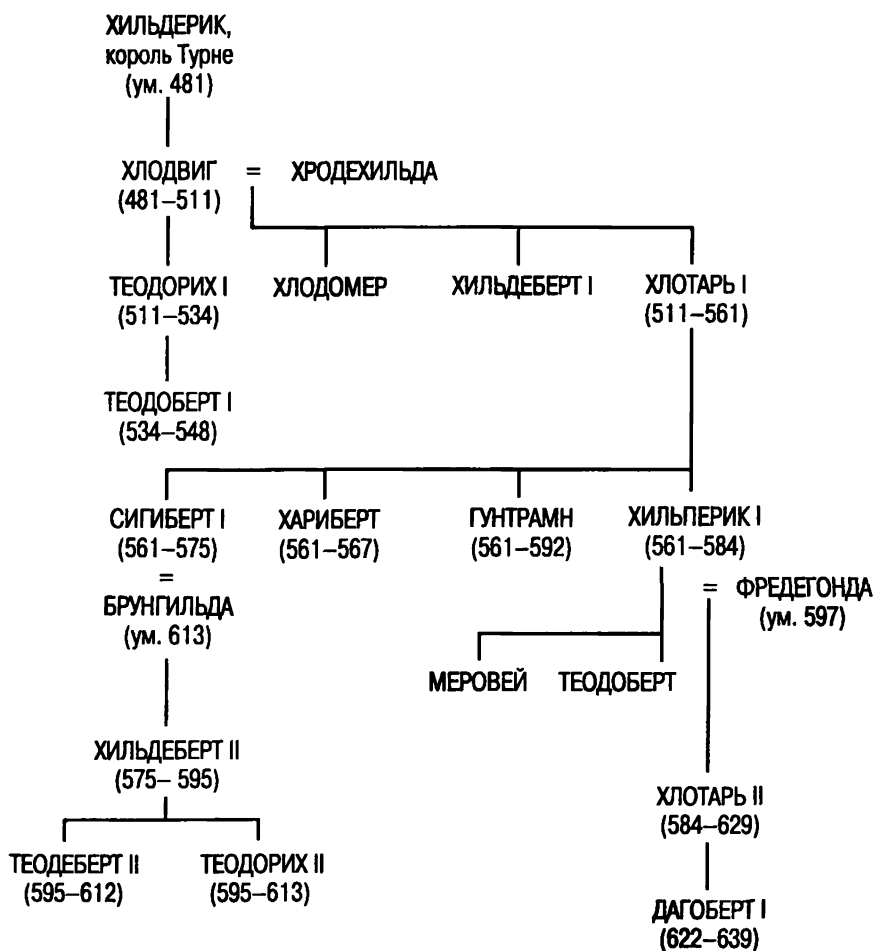 ХИЛЬДЕРИК,
король Турне
(ум. 481)
ХЛОДВИГ = ХРОДЕХИЛЬДА
(481–511)
ТЕОДОРИХ I ХЛОДОМЕР ХИЛЬДЕБЕРТ I ХЛОТАРЬ I
(511–534) (511–561)
ТЕОДОБЕРТ I
(534–548)
СИГИБЕРТ I ХАРИБЕРТ ГУНТРАМН ХИЛЬПЕРИК I
(561–575) (561–567) (561–592) (561–584)
= = ФРЕДЕГОНДА
БРУНГИЛЬДА (ум. 597)
(ум. 613)
МЕРОВЕЙ ТЕОДОБЕРТ
ХИЛЬДЕБЕРТ II
(575– 595)
ХЛОТАРЬ II
(584–629)
ТЕОДЕБЕРТ II ТЕОДОРИХ II
(595–612) (595–613)
ДАГОБЕРТ I
(622–639)